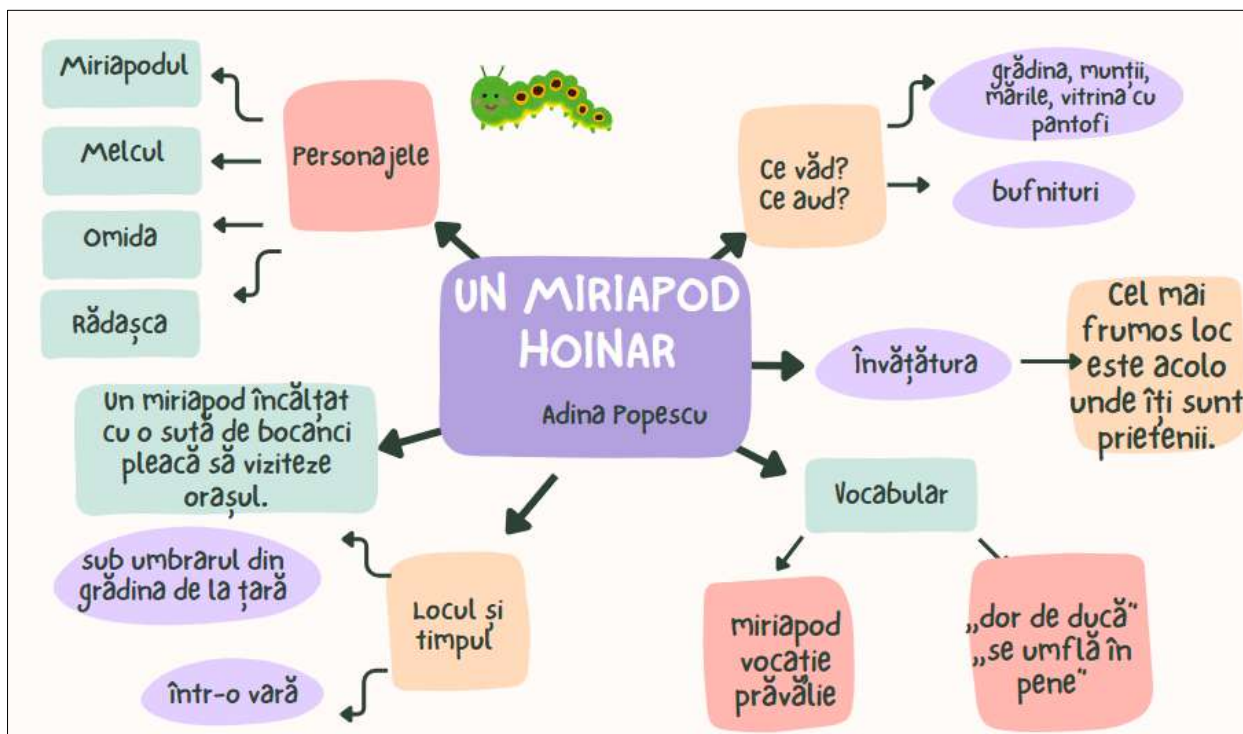 UN MIRIAPOD
HOINAR
Adina Popescu
Personajele
Miriapodul
Melcul
Omida
Rădașca
Ce văd?
Ce aud?
grădina, munții,
mările, vitrina cu
pantofi
bufnituri
Învățătura
Cel mai
frumos loc
este acolo
unde îți sunt
prietenii.
Vocabular
miriapod
vocație
prăvălie
„dor de ducă”
„se umflă în
pene”
Locul și
timpul
sub umbrarul din
grădina de la țară
într-o vară
Un miriapod încălțat
cu o sută de bocanci
pleacă să viziteze
orașul.